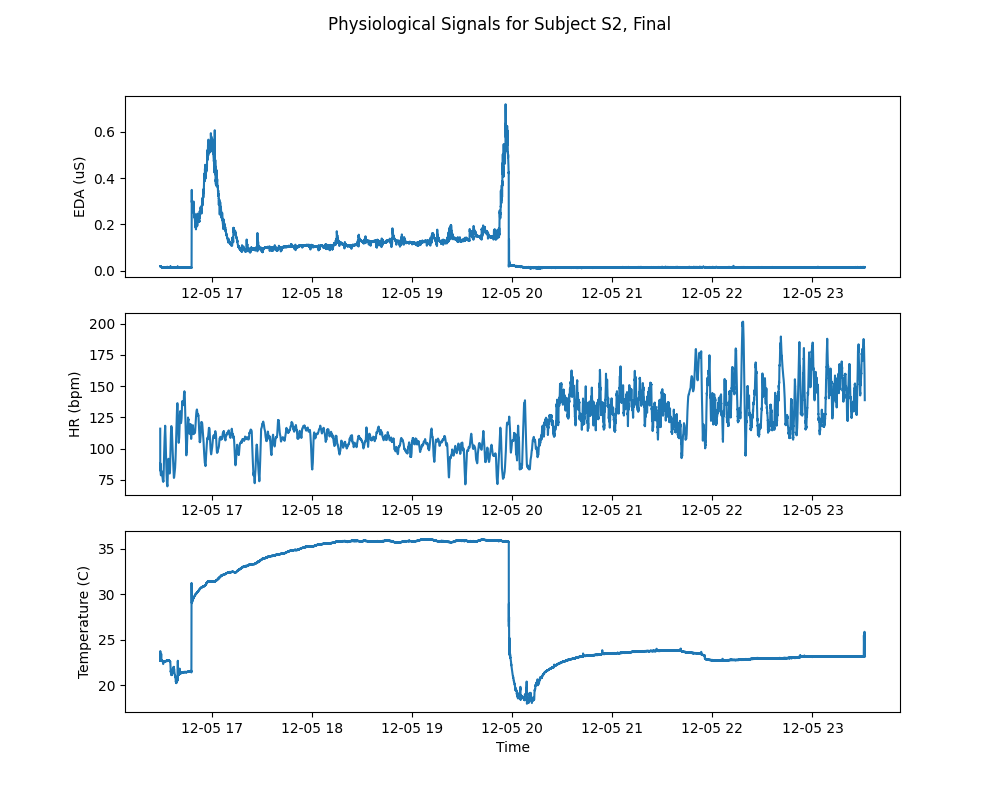 Physiological Signals for Subject S2, Final
EDA (uS)
0.6
0.4
0.2
0.0
12-05 17 12-05 18 12-05 19 12-05 20 12-05 21 12-05 22 12-05 23
HR (bpm)
200
175
150
125
100
75
12-05 17 12-05 18 12-05 19 12-05 20 12-05 21 12-05 22 12-05 23
Temperature (C)
35
30
25
20
12-05 17 12-05 18 12-05 19 12-05 20 12-05 21 12-05 22 12-05 23
Time